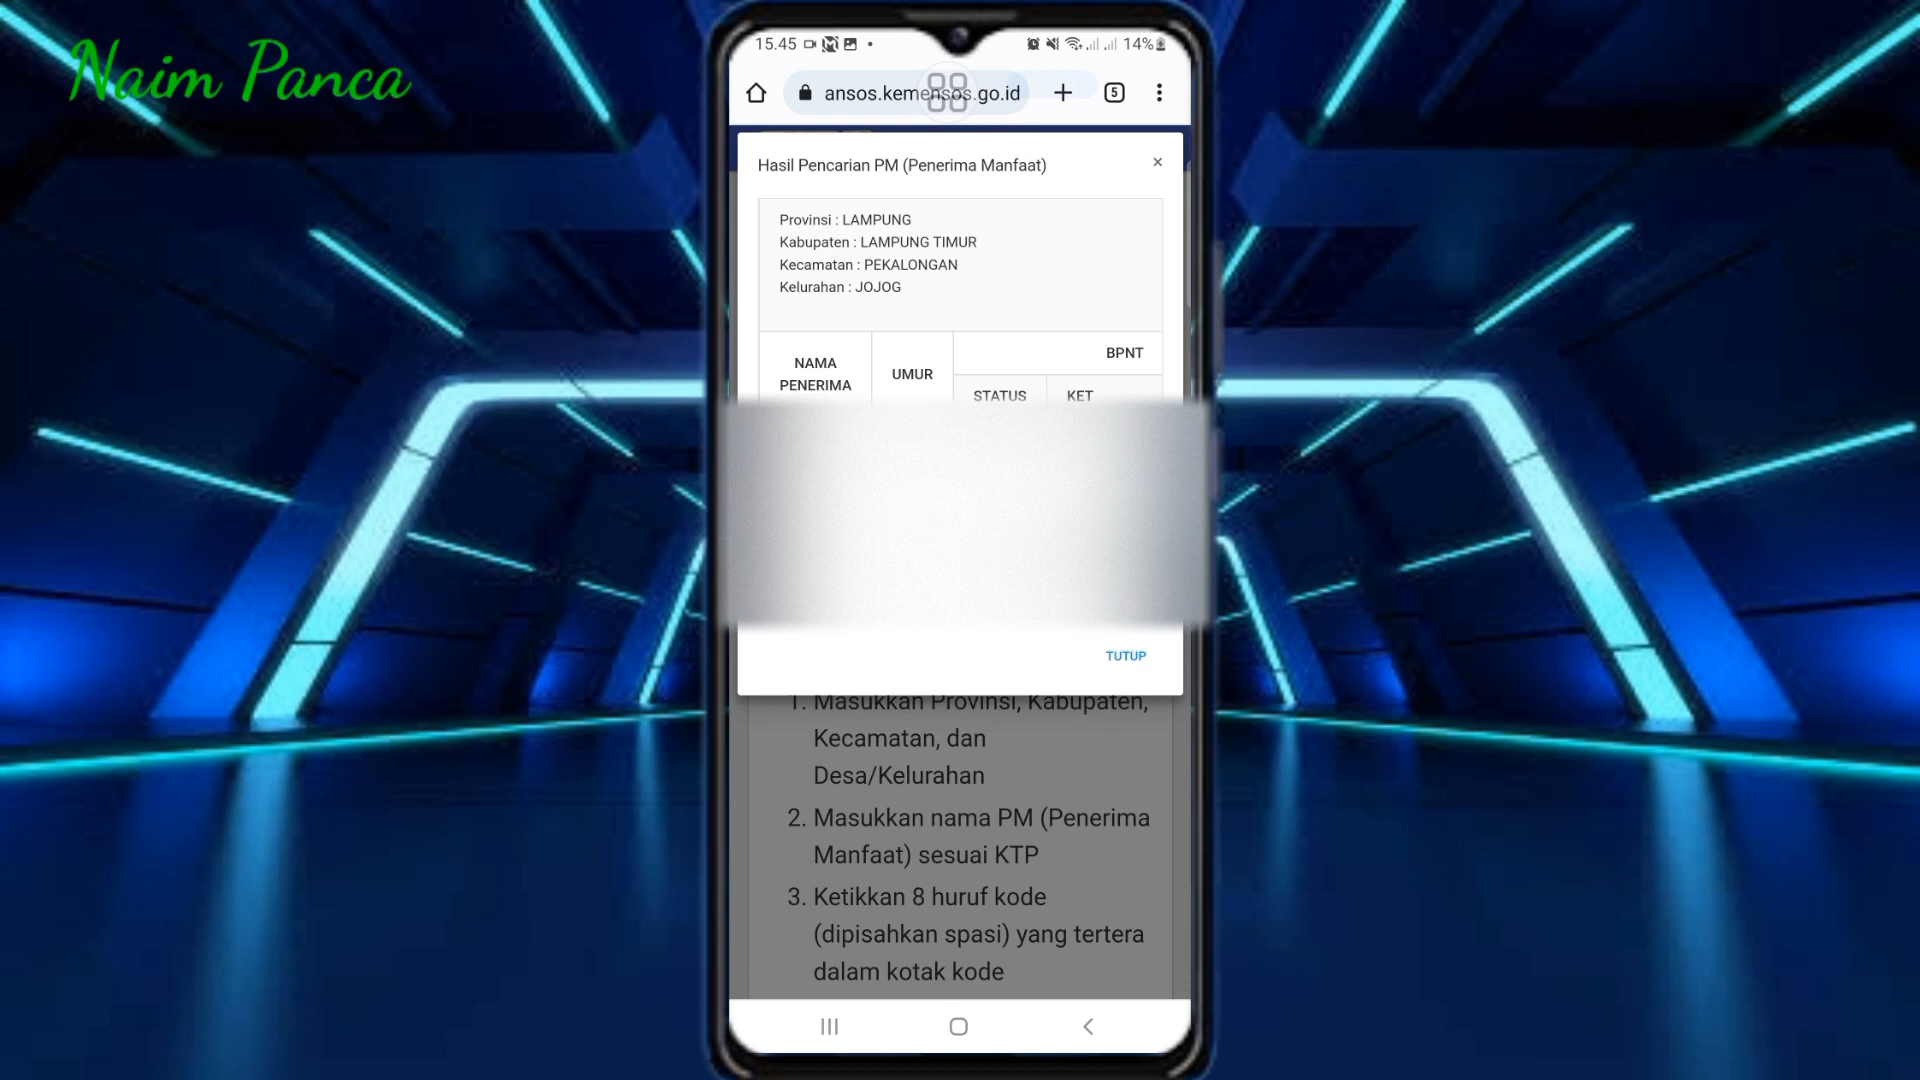 Naim Panca
15.45
14%
ansos.kemensos.go.id
5
Hasil Pencarian PM (Penerima Manfaat)
×
Provinsi : LAMPUNG
Kabupaten : LAMPUNG TIMUR
Kecamatan : PEKALONGAN
Kelurahan : JOJOG
BPNT
NAMA
PENERIMA
UMUR
STATUS
KET
TUTUP
1. Masukkan Provinsi, Kabupaten,
Kecamatan, dan
Desa/Kelurahan
2. Masukkan nama PM (Penerima
Manfaat) sesuai KTP
3. Ketikkan 8 huruf kode
(dipisahkan spasi) yang tertera
dalam kotak kode